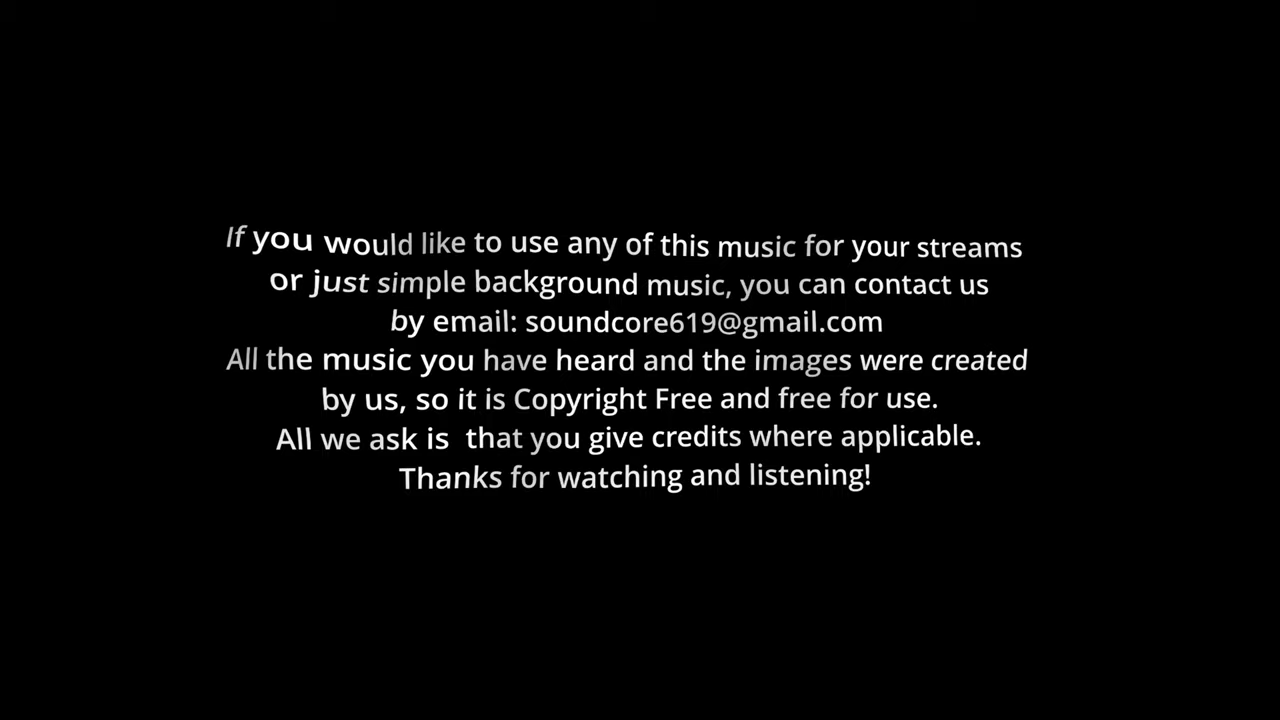 If you would like to use any of this music for your streams
or just simple background music, you can contact us
by email: soundcore619@gmail.com
All the music you have heard and the images were created
by us, so it is Copyright Free and free for use.
All we ask is  that you give credits where applicable.
Thanks for watching and listening!